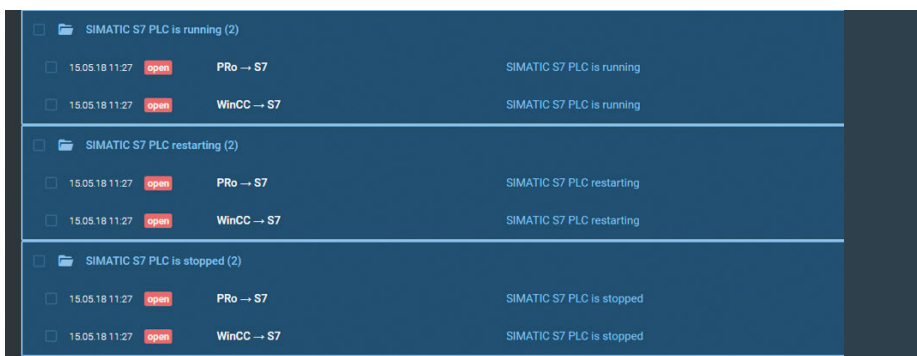 SIMATIC S7 PLC is running (2)
15.05.18 11:27 open PRo → S7 SIMATIC S7 PLC is running
15.05.18 11:27 open WinCC → S7 SIMATIC S7 PLC is running
SIMATIC S7 PLC restarting (2)
15.05.18 11:27 open PRo → S7 SIMATIC S7 PLC restarting
15.05.18 11:27 open WinCC → S7 SIMATIC S7 PLC restarting
SIMATIC S7 PLC is stopped (2)
15.05.18 11:27 open PRo → S7 SIMATIC S7 PLC is stopped
15.05.18 11:27 open WinCC → S7 SIMATIC S7 PLC is stopped